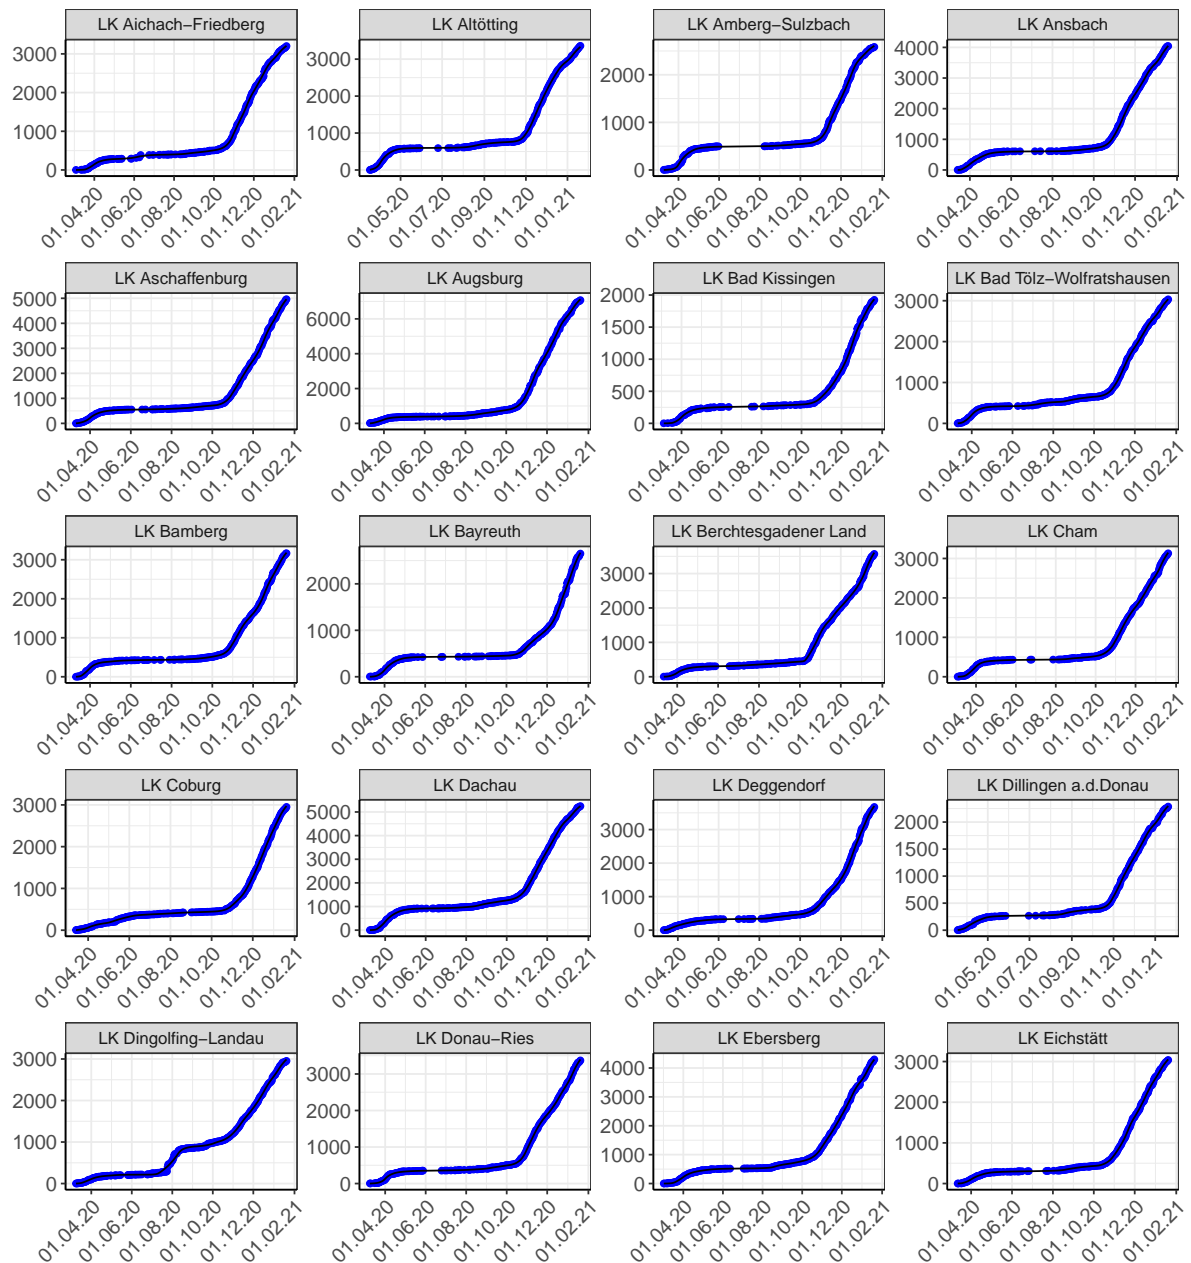 LK Aichach−Friedberg LK Altötting LK Amberg−Sulzbach LK Ansbach
3000 3000 2000 4000
2000 2000 1000 3000
1000 1000 0 2000
0 0 1000
0
01.04.20 01.06.20 01.08.20 01.10.20 01.12.20 01.02.21 01.05.20 01.07.20 01.09.20 01.11.20 01.01.21 01.04.20 01.06.20 01.08.20 01.10.20 01.12.20 01.02.21 01.04.20 01.06.20 01.08.20 01.10.20 01.12.20 01.02.21
LK Aschaffenburg LK Augsburg LK Bad Kissingen LK Bad Tölz−Wolfratshausen
5000 6000 2000 3000
4000 4000 1500 2000
3000 2000 1000 1000
2000 0 500 0
1000 0
0
01.04.20 01.06.20 01.08.20 01.10.20 01.12.20 01.02.21 01.04.20 01.06.20 01.08.20 01.10.20 01.12.20 01.02.21 01.04.20 01.06.20 01.08.20 01.10.20 01.12.20 01.02.21 01.04.20 01.06.20 01.08.20 01.10.20 01.12.20 01.02.21
LK Bamberg LK Bayreuth LK Berchtesgadener Land LK Cham
3000 2000 3000 3000
2000 1000 2000 2000
1000 0 1000 1000
0 0 0
01.04.20 01.06.20 01.08.20 01.10.20 01.12.20 01.02.21 01.04.20 01.06.20 01.08.20 01.10.20 01.12.20 01.02.21 01.04.20 01.06.20 01.08.20 01.10.20 01.12.20 01.02.21 01.04.20 01.06.20 01.08.20 01.10.20 01.12.20 01.02.21
LK Coburg LK Dachau LK Deggendorf LK Dillingen a.d.Donau
3000 5000 3000 2000
2000 4000 2000 1500
1000 3000 1000 1000
0 2000 0 500
1000 0
0
01.04.20 01.06.20 01.08.20 01.10.20 01.12.20 01.02.21 01.04.20 01.06.20 01.08.20 01.10.20 01.12.20 01.02.21 01.04.20 01.06.20 01.08.20 01.10.20 01.12.20 01.02.21 01.05.20 01.07.20 01.09.20 01.11.20 01.01.21
LK Dingolfing−Landau LK Donau−Ries LK Ebersberg LK Eichstätt
3000 3000 4000 3000
2000 2000 3000 2000
1000 1000 2000 1000
0 0 1000 0
0
01.04.20 01.06.20 01.08.20 01.10.20 01.12.20 01.02.21 01.04.20 01.06.20 01.08.20 01.10.20 01.12.20 01.02.21 01.04.20 01.06.20 01.08.20 01.10.20 01.12.20 01.02.21 01.04.20 01.06.20 01.08.20 01.10.20 01.12.20 01.02.21